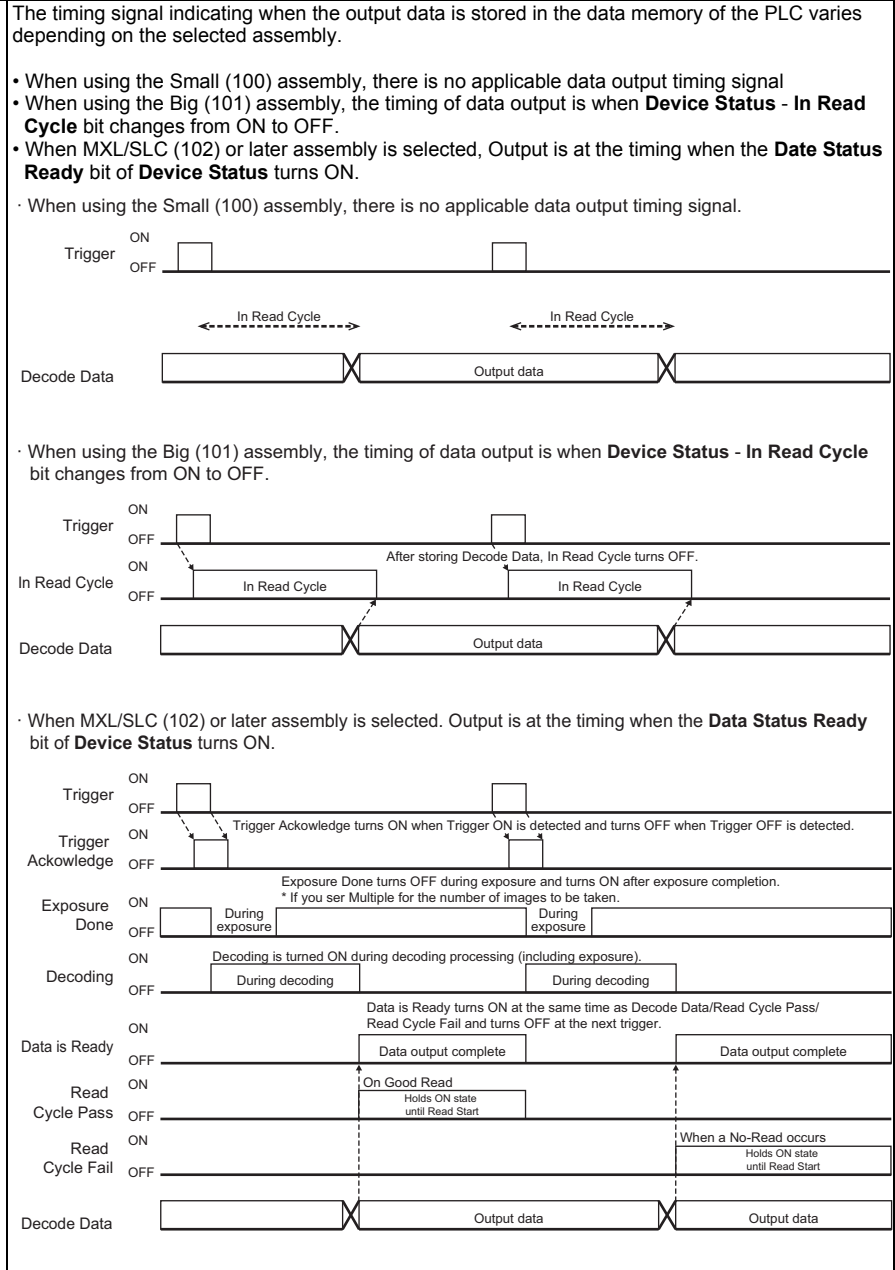 The timing signal indicating when the output data is stored in the data memory of the PLC varies
depending on the selected assembly.
• When using the Small (100) assembly, there is no applicable data output timing signal
• When using the Big (101) assembly, the timing of data output is when Device Status - In Read
Cycle bit changes from ON to OFF.
• When MXL/SLC (102) or later assembly is selected, Output is at the timing when the Date Status
Ready bit of Device Status turns ON.
· When using the Small (100) assembly, there is no applicable data output timing signal.
ON
Trigger
OFF
In Read Cycle
In Read Cycle
Decode Data
Output data
· When using the Big (101) assembly, the timing of data output is when Device Status - In Read Cycle
bit changes from ON to OFF.
ON
Trigger
OFF
After storing Decode Data, In Read Cycle turns OFF.
ON
In Read Cycle
OFF
In Read Cycle
In Read Cycle
Decode Data
Output data
· When MXL/SLC (102) or later assembly is selected. Output is at the timing when the Data Status Ready
bit of Device Status turns ON.
ON
Trigger
OFF
Trigger Ackowledge turns ON when Trigger ON is detected and turns OFF when Trigger OFF is detected.
ON
Trigger
Ackowledge
OFF
Exposure Done turns OFF during exposure and turns ON after exposure completion.
* If you ser Multiple for the number of images to be taken.
ON
Exposure
Done
OFF
During
exposure
During
exposure
ON
Decoding is turned ON during decoding processing (including exposure).
Decoding
OFF
During decoding
During decoding
Data is Ready turns ON at the same time as Decode Data/Read Cycle Pass/
Read Cycle Fail and turns OFF at the next trigger.
ON
Data is Ready
OFF
Data output complete
Data output complete
ON
On Good Read
Read
Cycle Pass
OFF
Holds ON state
until Read Start
ON
When a No-Read occurs
Read
Cycle Fail
OFF
Holds ON state
until Read Start
Decode Data
Output data
Output data